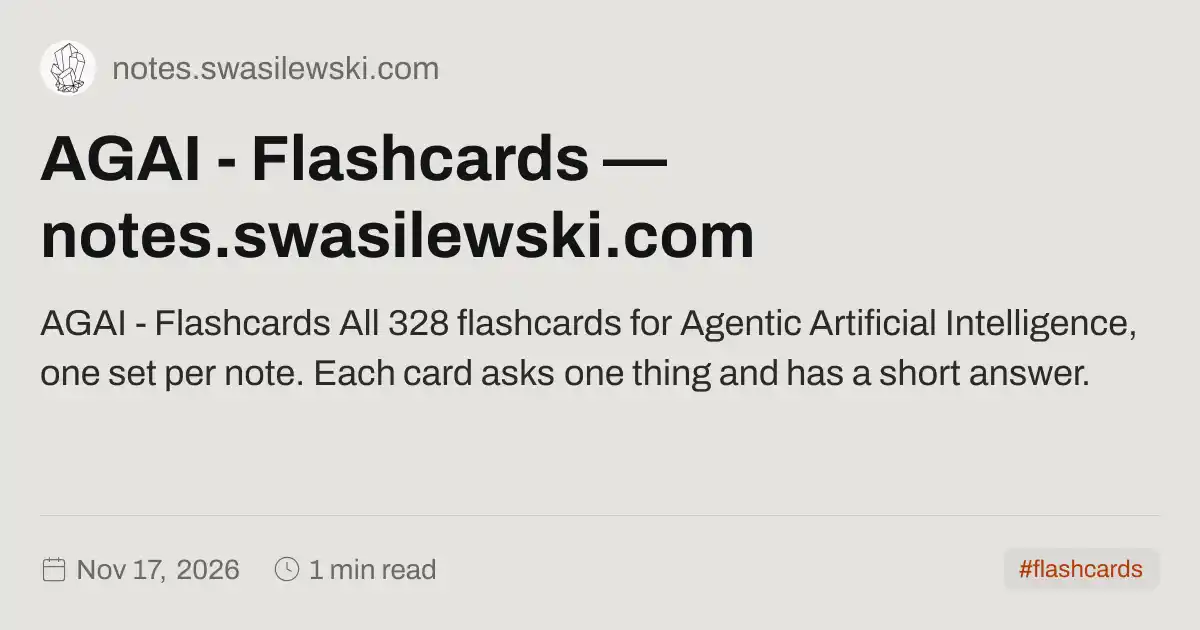 notes.swasilewski.com
AGAI - Flashcards —
notes.swasilewski.com
AGAI - Flashcards All 328 flashcards for Agentic Artificial Intelligence,
one set per note. Each card asks one thing and has a short answer.
Nov 17, 2026
1 min read
#flashcards